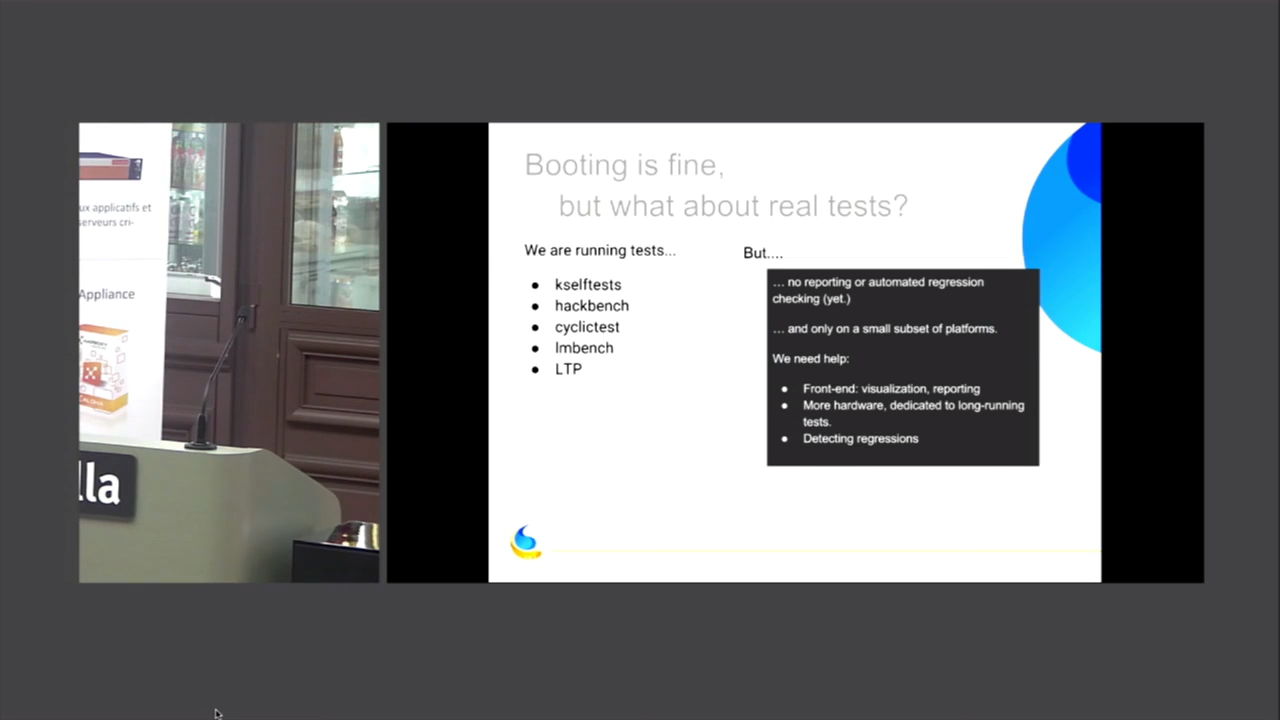 ux applicatifs et
serveurs cri-
Appliance
lla
Booting is fine,
but what about real tests?
We are running tests...
● kselftests
● hackbench
● cyclictest
● lmbench
● LTP
But....
... no reporting or automated regression
checking (yet.)
... and only on a small subset of platforms.
We need help:
● Front-end: visualization, reporting
● More hardware, dedicated to long-running
tests.
● Detecting regressions